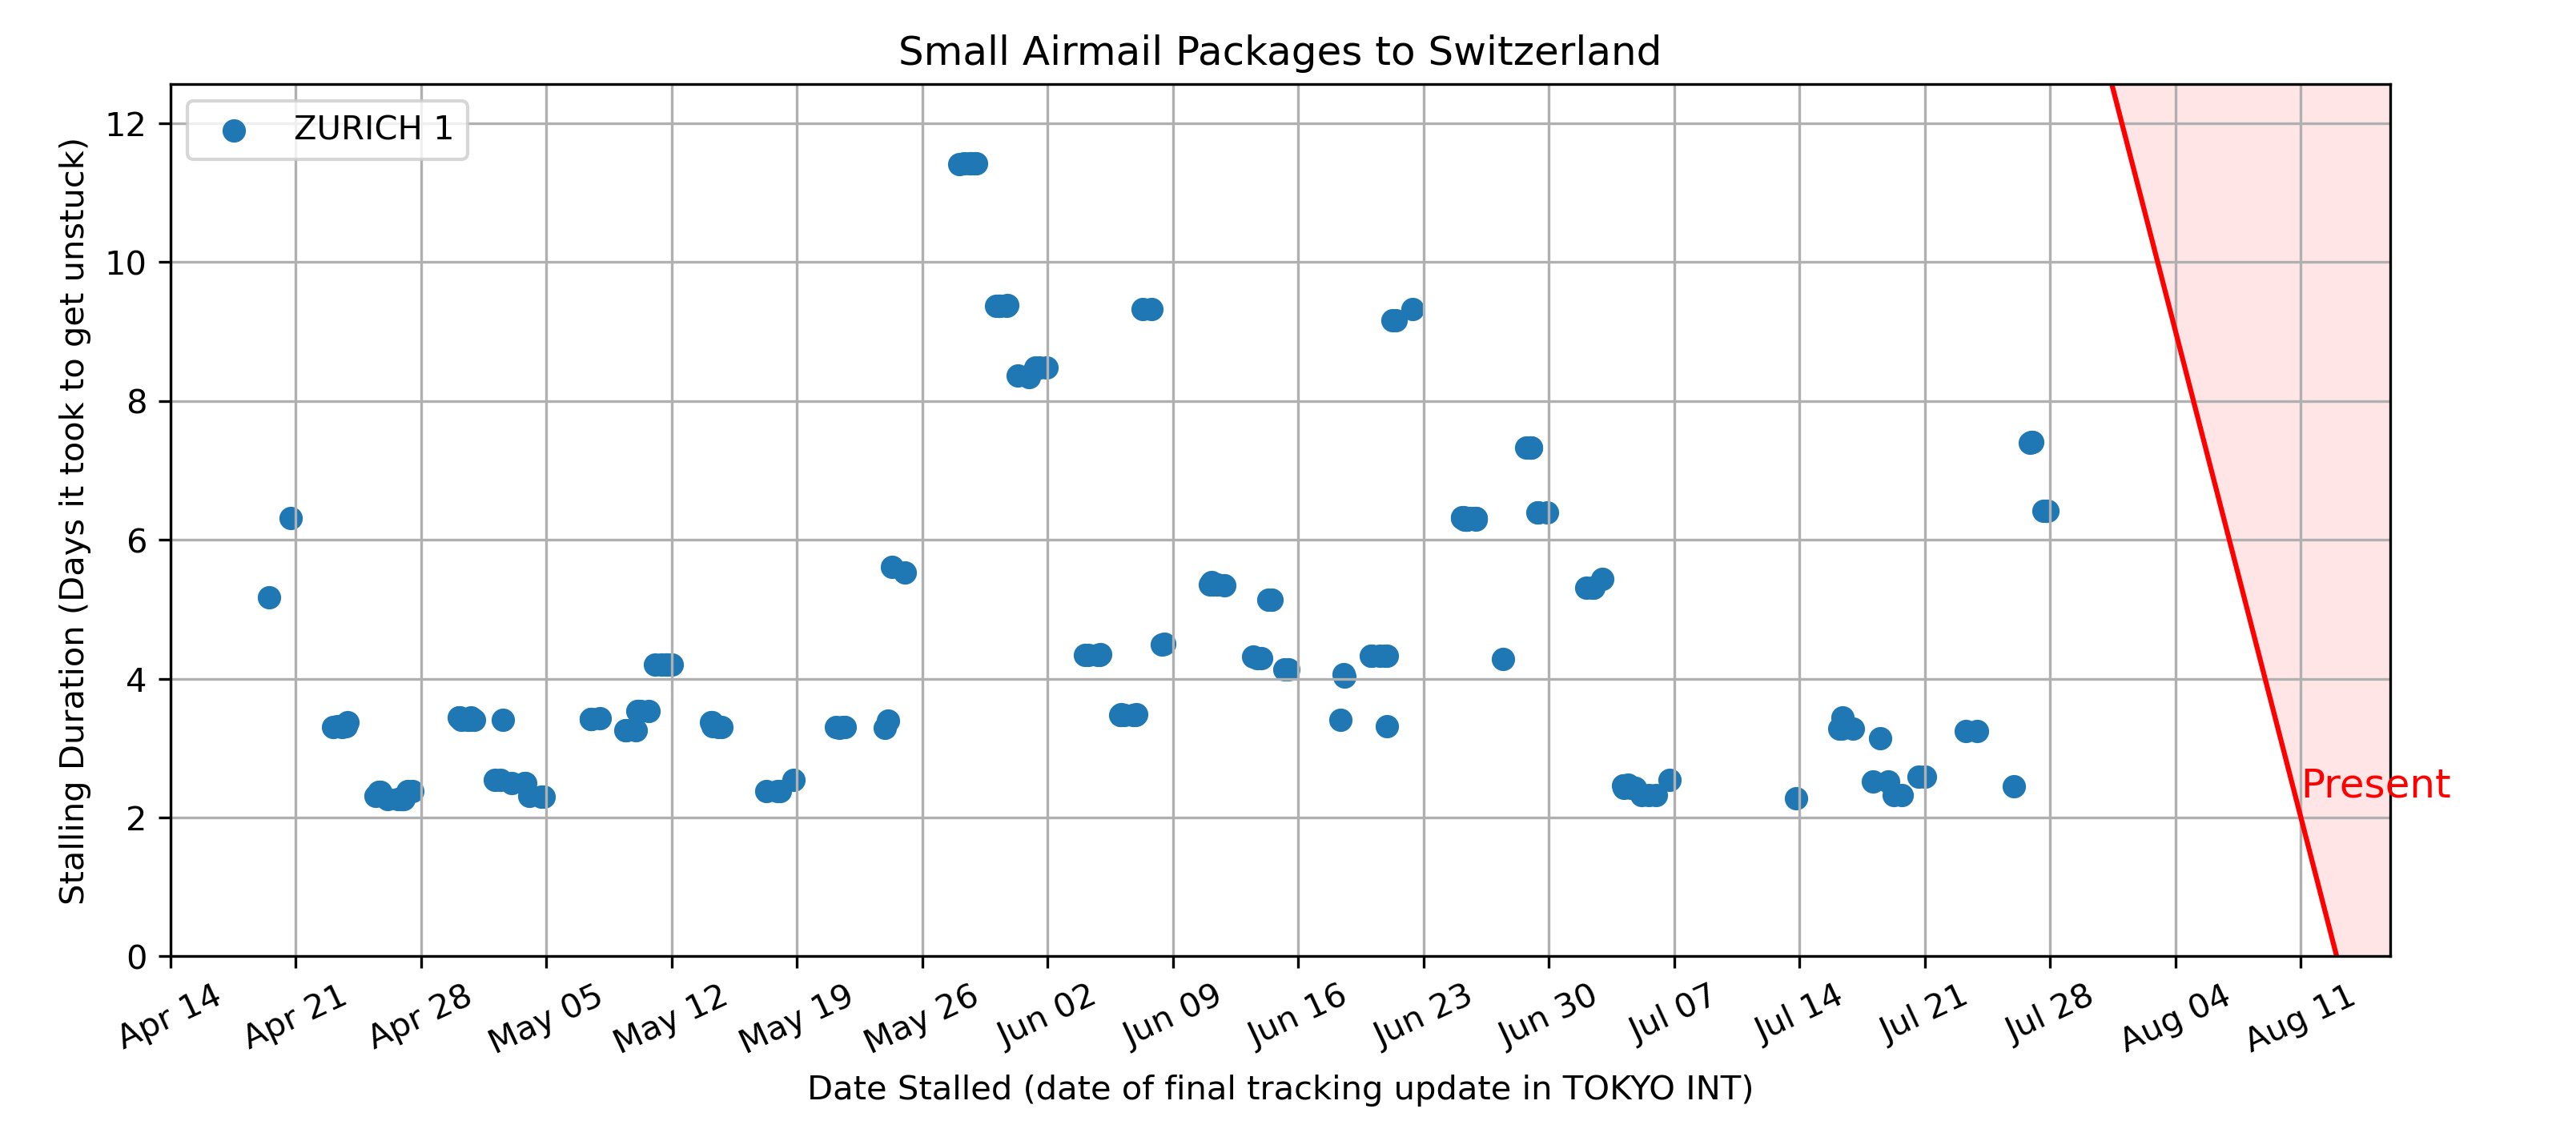 Small Airmail Packages to Switzerland
ZURICH 1
Stalling Duration (Days it took to get unstuck)
12
10
8
6
4
2
0
Present
Apr 14
Apr 21
Apr 28
May 05
May 12
May 19
May 26
Jun 02
Jun 09
Jun 16
Jun 23
Jun 30
Jul 07
Jul 14
Jul 21
Jul 28
Aug 04
Aug 11
Date Stalled (date of final tracking update in TOKYO INT)